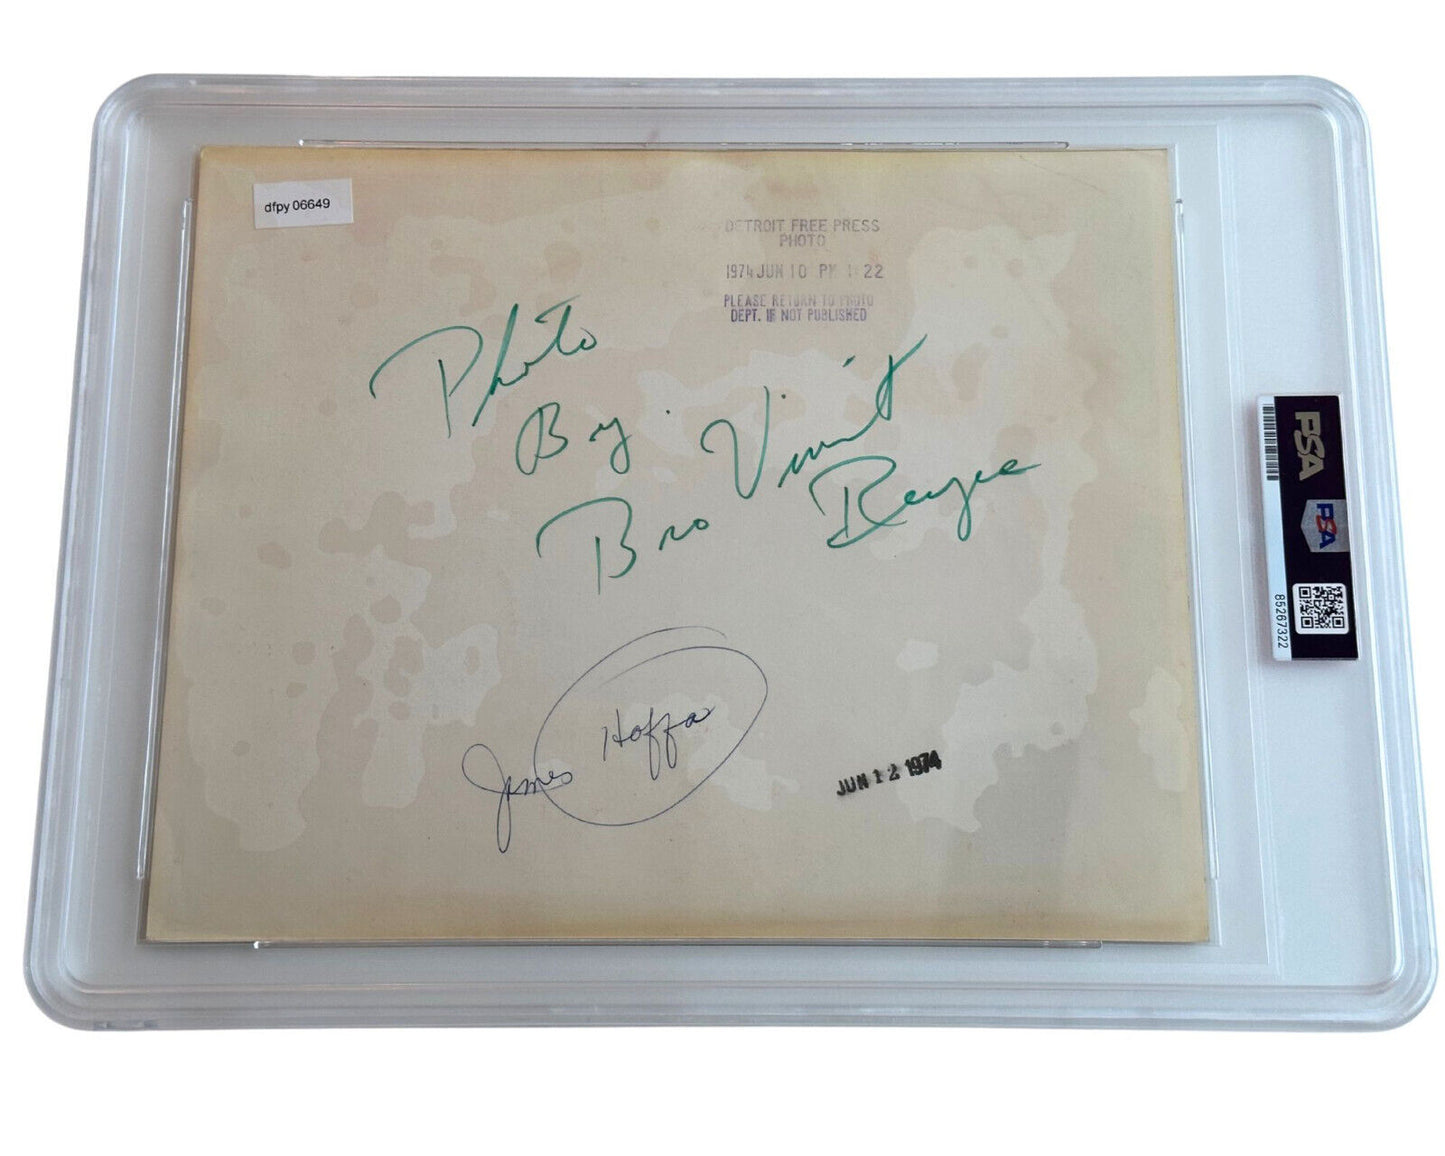 dfpy 06649
DETROIT FREE PRESS
PHOTO
1974 JUN 10 PM 1:22
PLEASE RETURN TO PHOTO
DEPT. IF NOT PUBLISHED
Photo
By.
Bro Vincent
James Hoffa
JUN 12 1974
PSA
PSA
85267322